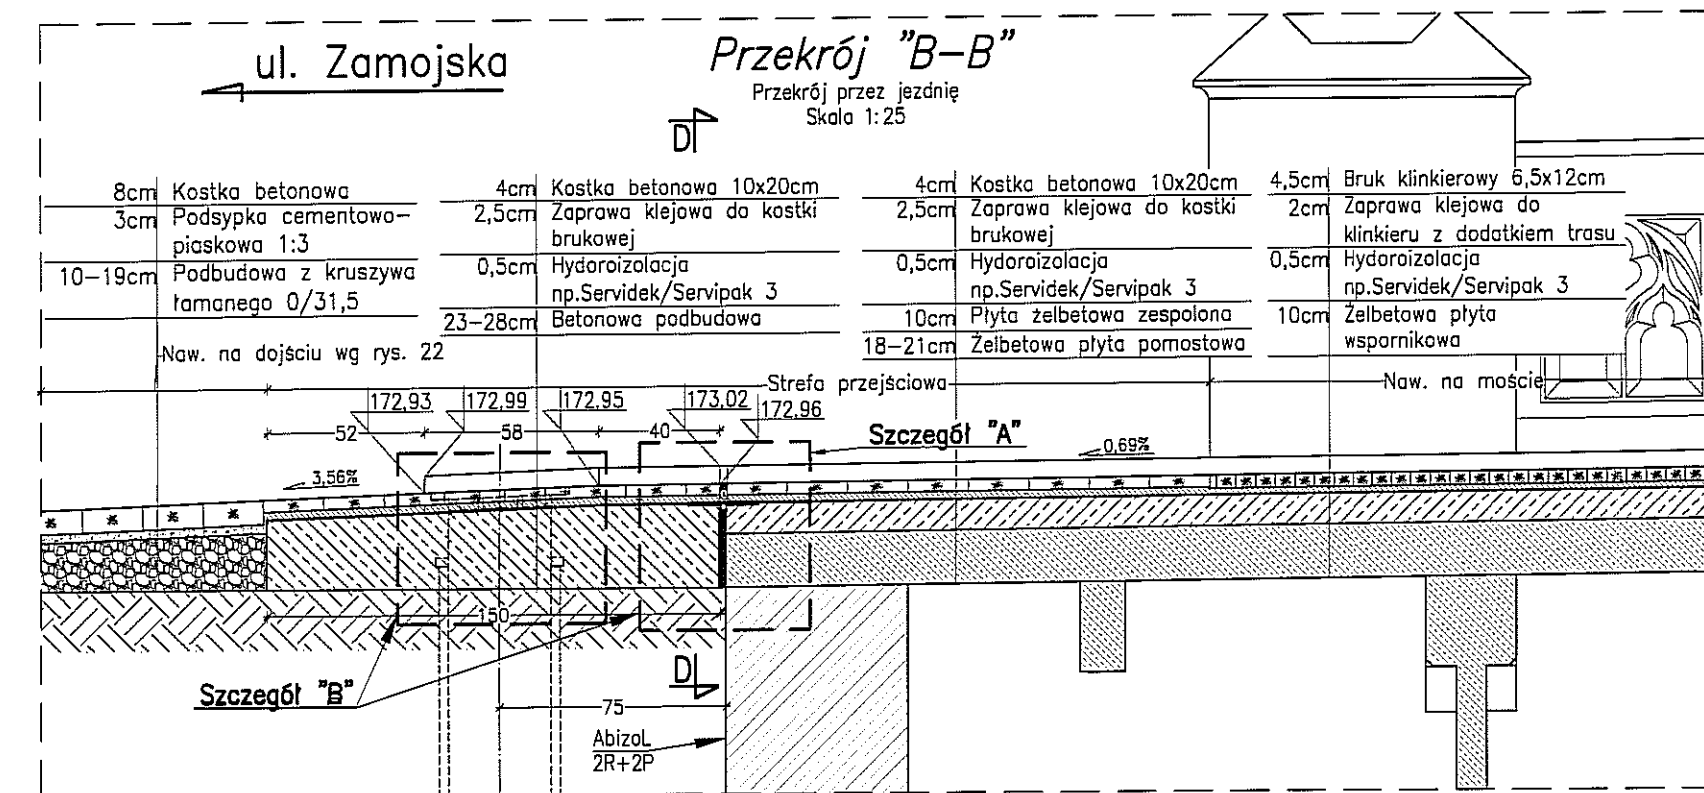 ul. Zamojska
Przekrój "B-B"
Przekrój przez jezdnię
Skala 1:25
D
8cm Kostka betonowa
3cm Podsypka cementowo-
piaskowa 1:3
10-19cm Podbudowa z kruszywa
łamanego 0/31,5
Naw. na dojściu wg rys. 22
4cm Kostka betonowa 10x20cm
2,5cm Zaprawa klejowa do kostki
brukowej
0,5cm Hydoroizolacja
np.Servidek/Servipak 3
23-28cm Betonowa podbudowa
4cm Kostka betonowa 10x20cm
2,5cm Zaprawa klejowa do kostki
brukowej
0,5cm Hydoroizolacja
np.Servidek/Servipak 3
10cm Płyta żelbetowa zespolona
18-21cm Żelbetowa płyta pomostowa
4,5cm Bruk klinkierowy 6,5x12cm
2cm Zaprawa klejowa do
klinkieru z dodatkiem trasu
0,5cm Hydoroizolacja
np.Servidek/Servipak 3
10cm Żelbetowa płyta
wspornikowa
Strefa przejściowa
Naw. na moście
172,93 172,99 172,95 173,02 172,96
52 58 40
Szczegół "A"
3,56%
0,69%
150
D
Szczegół "B"
75
Abizol
2R+2P